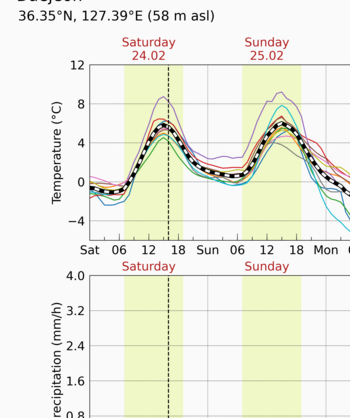 36.35°N, 127.39°E (58 m asl)
Saturday Sunday
24.02 25.02
12
8
4
0
−4
Temperature (°C)
Sat 06 12 18 Sun 06 12 18 Mon
Saturday Sunday
4.0
3.2
2.4
1.6
0.8
recipitation (mm/h)